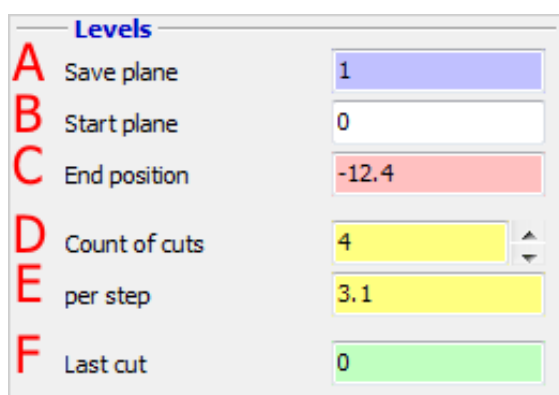 Levels
A Save plane 1
B Start plane 0
C End position -12.4
D Count of cuts 4
E per step 3.1
F Last cut 0